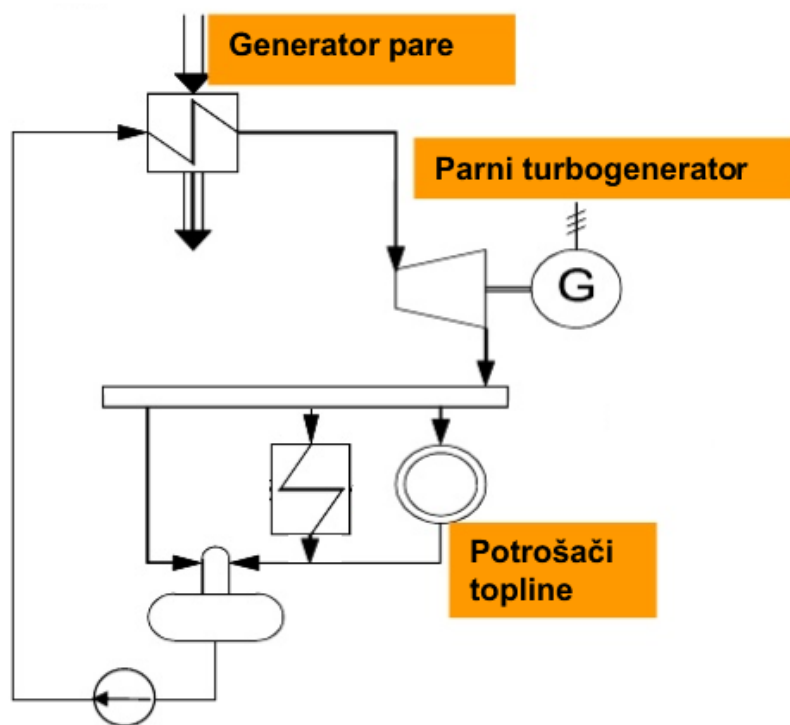 Generator pare
Parni turbogenerator
G
Potrošači
topline